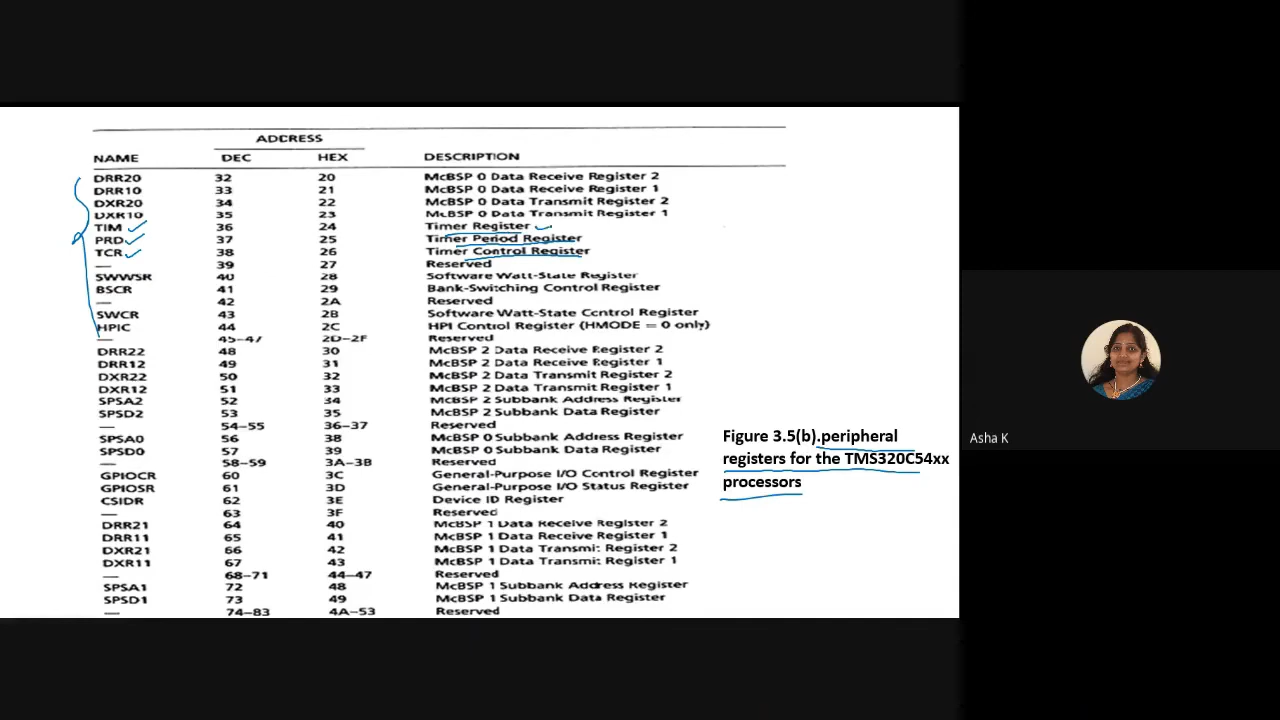 ADDRESS
NAME DEC HEX DESCRIPTION
DRR20 32 20 McBSP 0 Data Receive Register 2
DRR10 33 21 McBSP 0 Data Receive Register 1
DXR20 34 22 McBSP 0 Data Transmit Register 2
DXR10 35 23 McBSP 0 Data Transmit Register 1
TIM 36 24 Timer Register
PRD 37 25 Timer Period Register
TCR 38 26 Timer Control Register
— 39 27 Reserved
SWWSR 40 28 Software Watt-State Register
BSCR 41 29 Bank-Switching Control Register
— 42 2A Reserved
SWCR 43 2B Software Watt-State Control Register
HPIC 44 2C HPI Control Register (HMODE = 0 only)
— 45–47 2D–2F Reserved
DRR22 48 30 McBSP 2 Data Receive Register 2
DRR12 49 31 McBSP 2 Data Receive Register 1
DXR22 50 32 McBSP 2 Data Transmit Register 2
DXR12 51 33 McBSP 2 Data Transmit Register 1
SPSA2 52 34 McBSP 2 Subbank Address Register
SPSD2 53 35 McBSP 2 Subbank Data Register
— 54–55 36–37 Reserved
SPSA0 56 38 McBSP 0 Subbank Address Register
SPSD0 57 39 McBSP 0 Subbank Data Register
— 58–59 3A–3B Reserved
GPIOCR 60 3C General-Purpose I/O Control Register
GPIOSR 61 3D General-Purpose I/O Status Register
CSIDR 62 3E Device ID Register
— 63 3F Reserved
DRR21 64 40 McBSP 1 Data Receive Register 2
DRR11 65 41 McBSP 1 Data Receive Register 1
DXR21 66 42 McBSP 1 Data Transmit Register 2
DXR11 67 43 McBSP 1 Data Transmit Register 1
— 68–71 44–47 Reserved
SPSA1 72 48 McBSP 1 Subbank Address Register
SPSD1 73 49 McBSP 1 Subbank Data Register
— 74–83 4A–53 Reserved
Figure 3.5(b).peripheral
registers for the TMS320C54xx
processors
Asha K